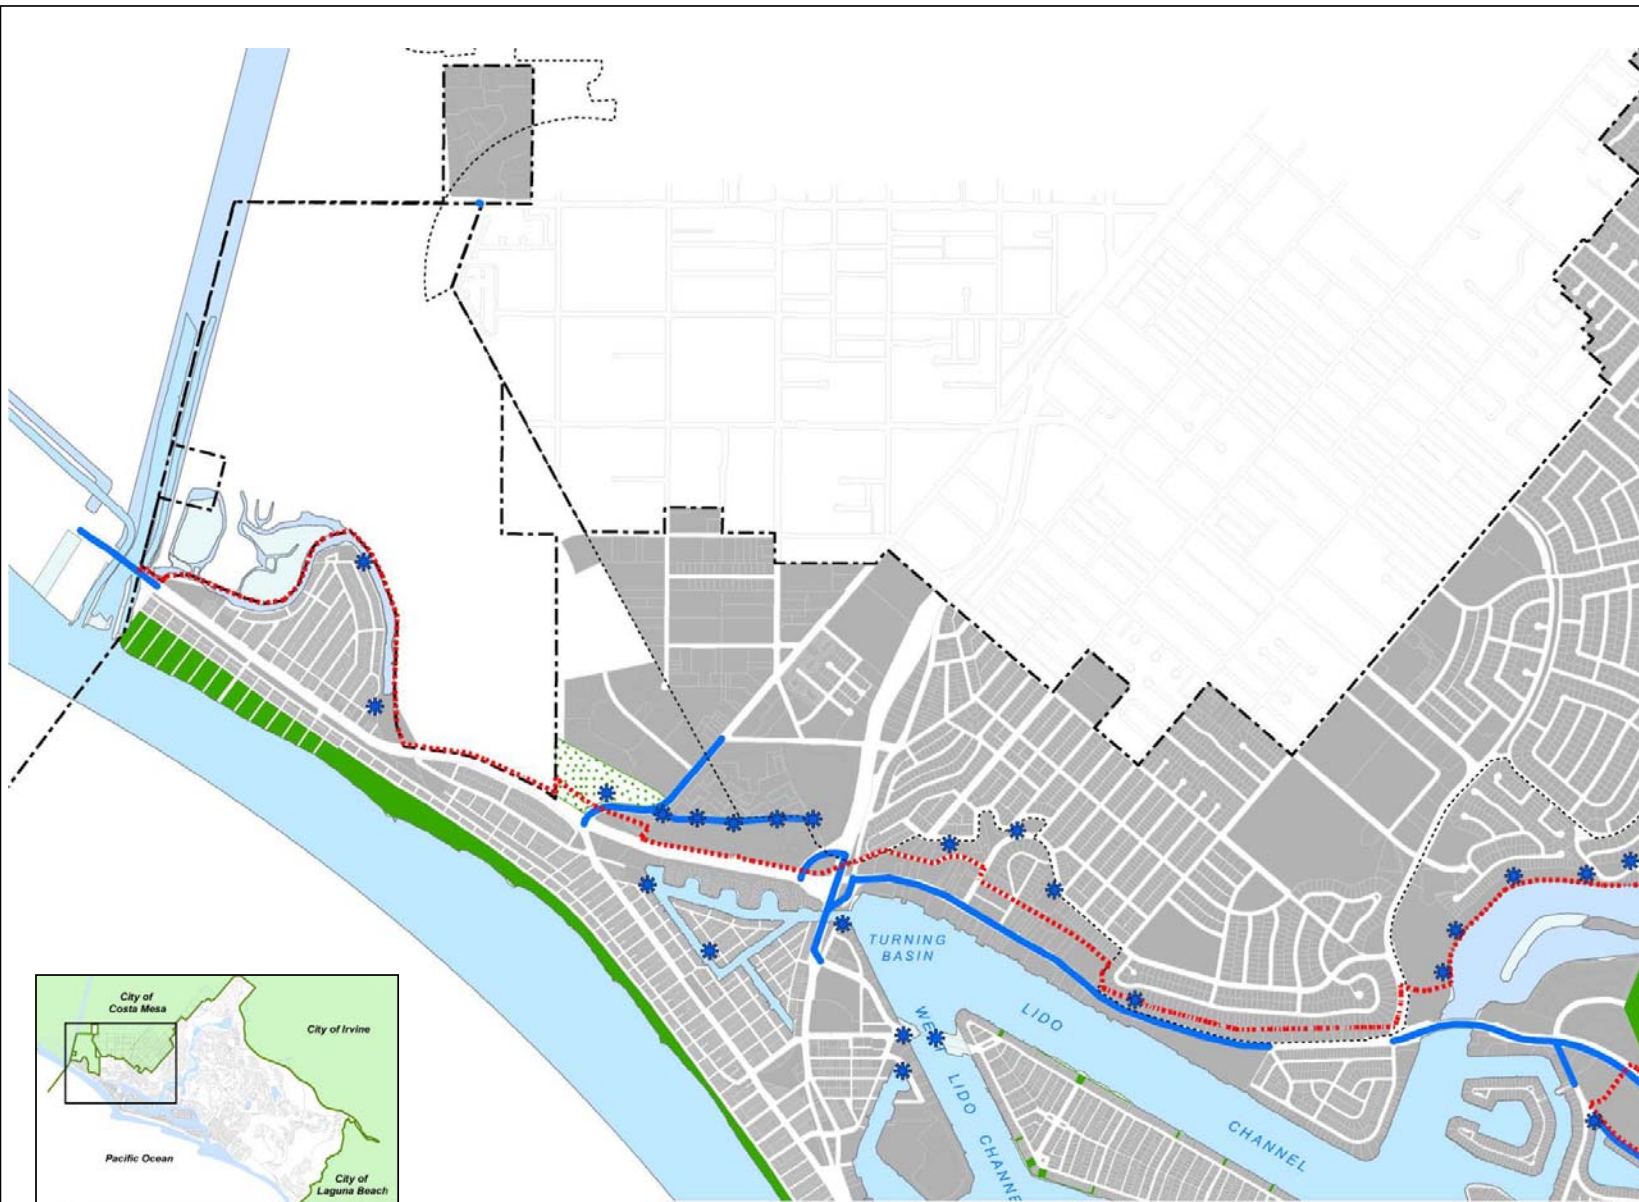 TURNING
BASIN
LIDO
CHANNEL
WEST
LIDO
CHANNE
City of
Costa Mesa
City of Irvine
Pacific Ocean
City of
Laguna Beach